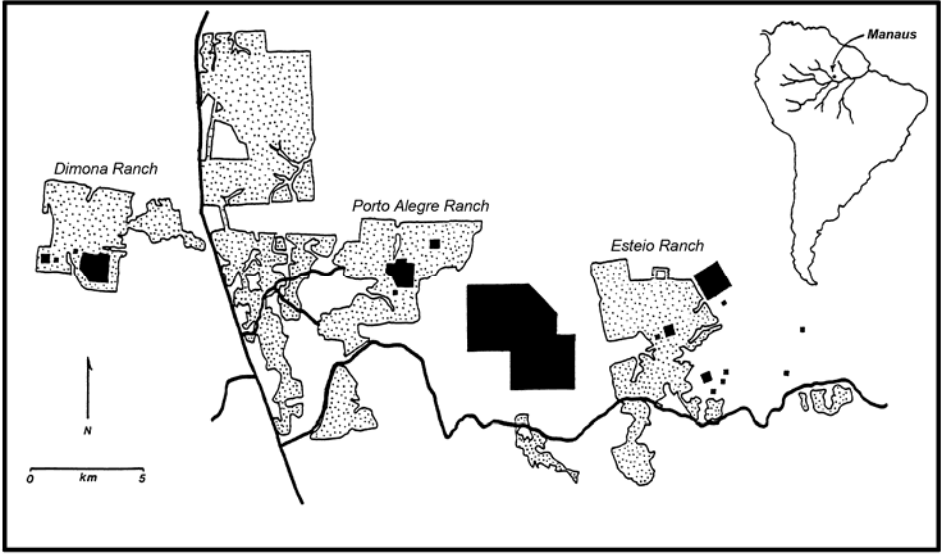 Manaus
Dimona Ranch
Porto Alegre Ranch
Esteio Ranch
N
0 km 5